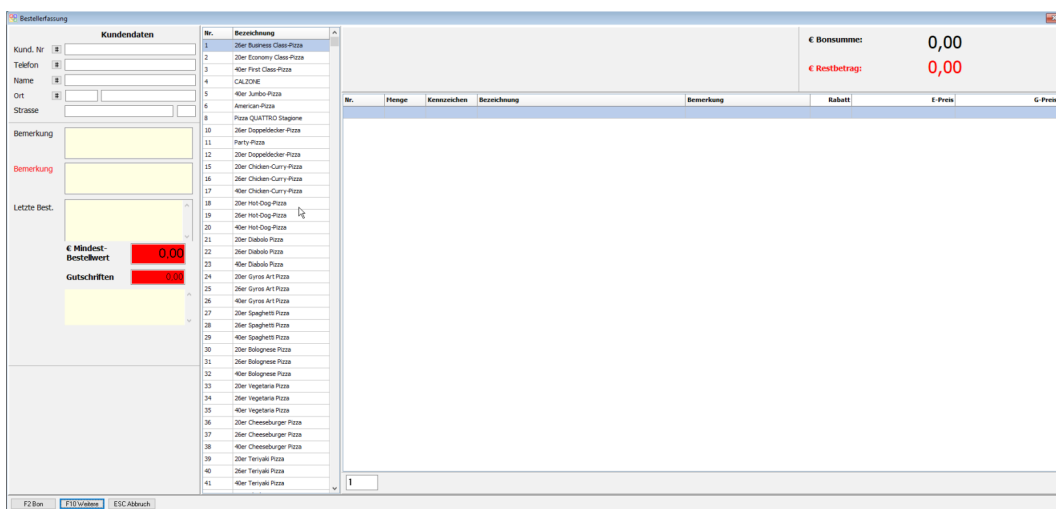 Bestellerfassung
Kundendaten
Kund. Nr
Telefon
Name
Ort
Strasse
Bemerkung
Bemerkung
Letzte Best.
€ Mindest-
Bestellwert 0,00
Gutschriften 0,00
Nr. Bezeichnung
1 26er Business Class-Pizza
2 20er Economy Class-Pizza
3 40er First Class-Pizza
4 CALZONE
5 40er Jumbo-Pizza
6 American-Pizza
8 Pizza QUATTRO Stagione
10 26er Doppeldecker-Pizza
11 Party-Pizza
12 20er Doppeldecker-Pizza
15 20er Chicken-Curry-Pizza
16 26er Chicken-Curry-Pizza
17 40er Chicken-Curry-Pizza
18 20er Hot-Dog-Pizza
19 26er Hot-Dog-Pizza
20 40er Hot-Dog-Pizza
21 20er Diabolo Pizza
22 26er Diabolo Pizza
23 40er Diabolo Pizza
24 20er Gyros Art Pizza
25 26er Gyros Art Pizza
26 40er Gyros Art Pizza
27 20er Spaghetti Pizza
28 26er Spaghetti Pizza
29 40er Spaghetti Pizza
30 20er Bolognese Pizza
31 26er Bolognese Pizza
32 40er Bolognese Pizza
33 20er Vegetaria Pizza
34 26er Vegetaria Pizza
35 40er Vegetaria Pizza
36 20er Cheeseburger Pizza
37 26er Cheeseburger Pizza
38 40er Cheeseburger Pizza
39 20er Teriyaki Pizza
40 26er Teriyaki Pizza
41 40er Teriyaki Pizza
€ Bonsumme: 0,00
€ Restbetrag: 0,00
Nr. Menge Kennzeichen Bezeichnung Bemerkung Rabatt E-Preis G-Preis
1
F2 Bon F10 Weitere ESC Abbruch